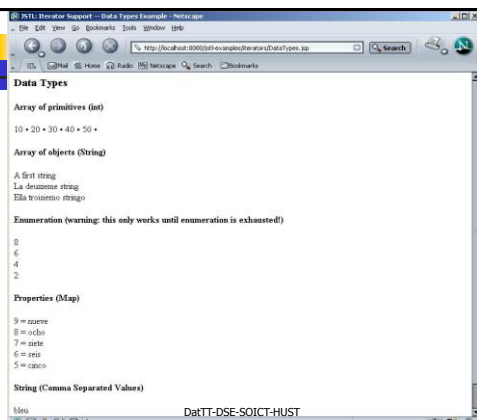 JSTL: Iterator Support -- Data Types Example - Netscape
File Edit View Go Bookmarks Tools Window Help
http://localhost:8080/jstl-examples/iterators/DataTypes.jsp Search
Mail Home Radio Netscape Search Bookmarks
Data Types
Array of primitives (int)
10 • 20 • 30 • 40 • 50 •
Array of objects (String)
A first string
La deuxieme string
Ella troisiemo stringo
Enumeration (warning: this only works until enumeration is exhausted!)
8
6
4
2
Properties (Map)
9 = nueve
8 = ocho
7 = siete
6 = seis
5 = cinco
String (Comma Separated Values)
bleu
DatTT-DSE-SOICT-HUST